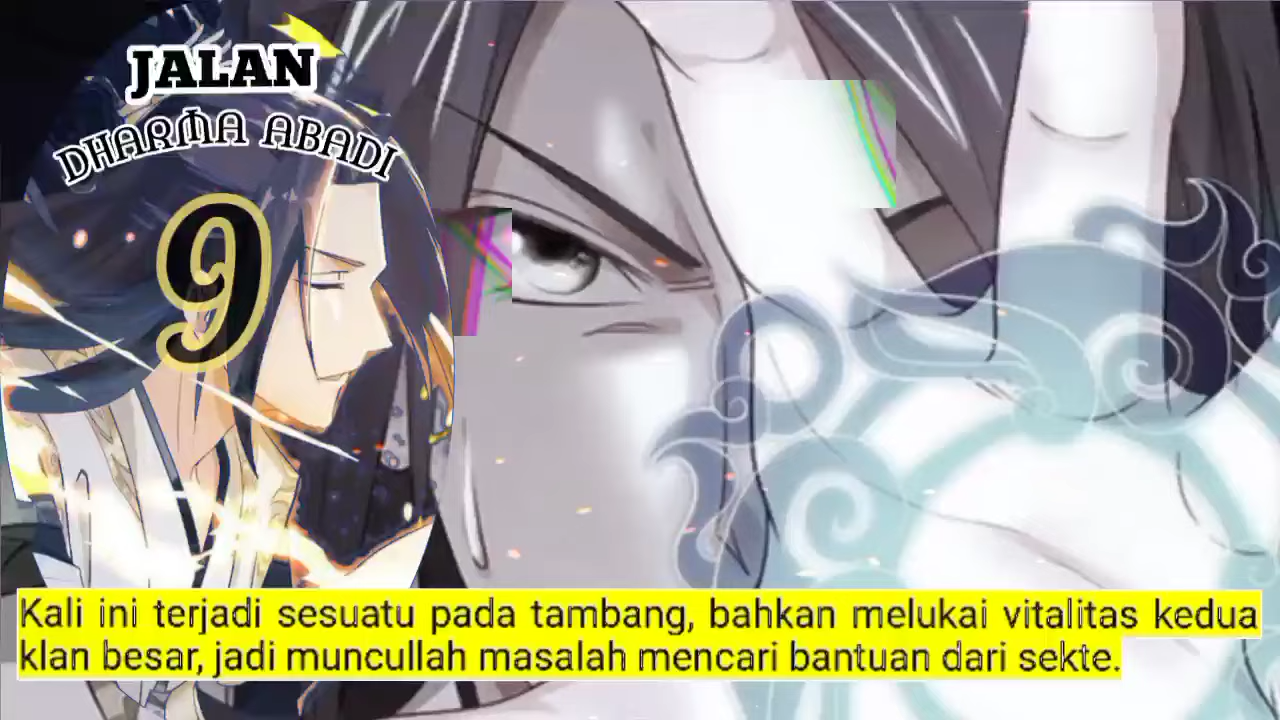 JALAN
DHARMA ABADI
9
Kali ini terjadi sesuatu pada tambang, bahkan melukai vitalitas kedua
klan besar, jadi muncullah masalah mencari bantuan dari sekte.